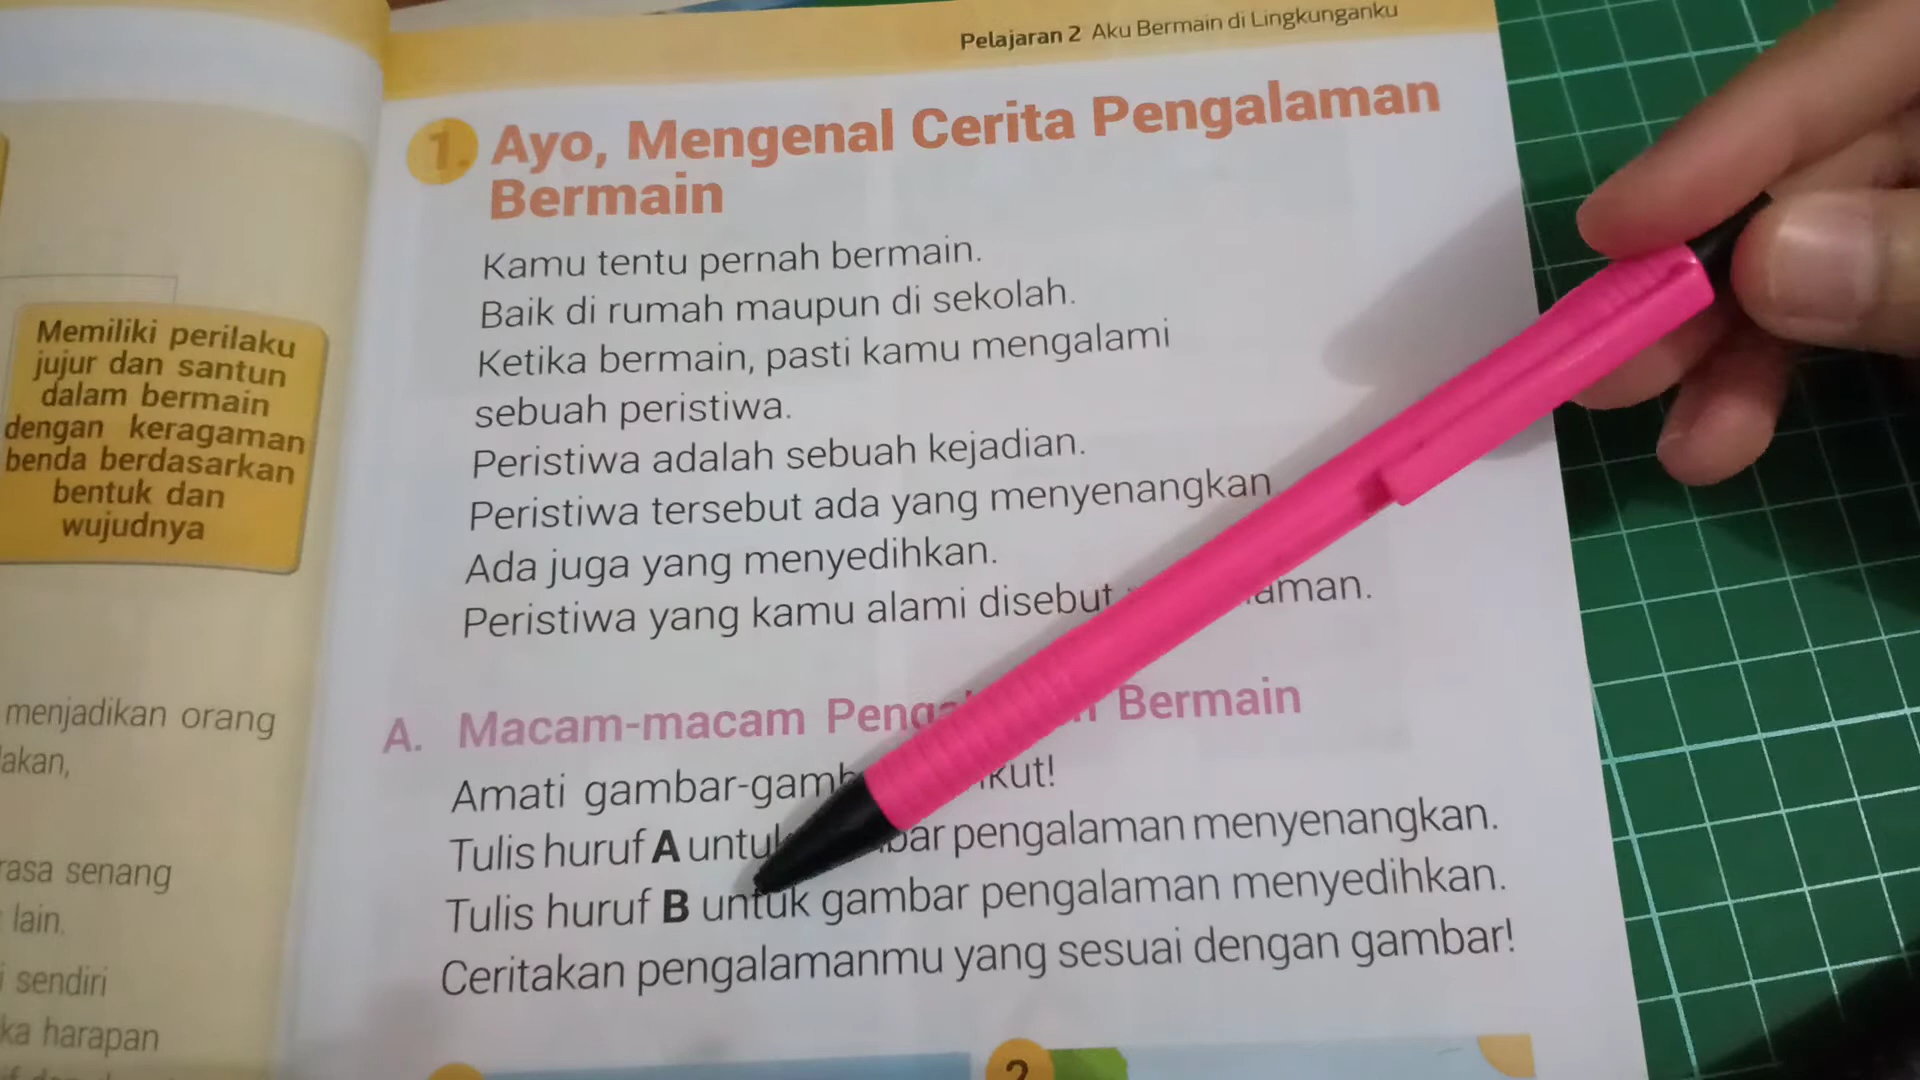 Pelajaran 2 Aku Bermain di Lingkunganku
1. Ayo, Mengenal Cerita Pengalaman
Bermain
Kamu tentu pernah bermain.
Baik di rumah maupun di sekolah.
Ketika bermain, pasti kamu mengalami
sebuah peristiwa.
Peristiwa adalah sebuah kejadian.
Peristiwa tersebut ada yang menyenangkan
Ada juga yang menyedihkan.
Peristiwa yang kamu alami disebut
A. Macam-macam Bermain
Amati
Tulis huruf A pengalaman menyenangkan.
Tulis huruf B untuk gambar pengalaman menyedihkan.
Ceritakan pengalamanmu yang sesuai dengan gambar!
2
Memiliki perilaku
jujur dan santun
dalam bermain
dengan keragaman
benda berdasarkan
bentuk dan
wujudnya
menjadikan orang
senang
lain.
sendiri
harapan